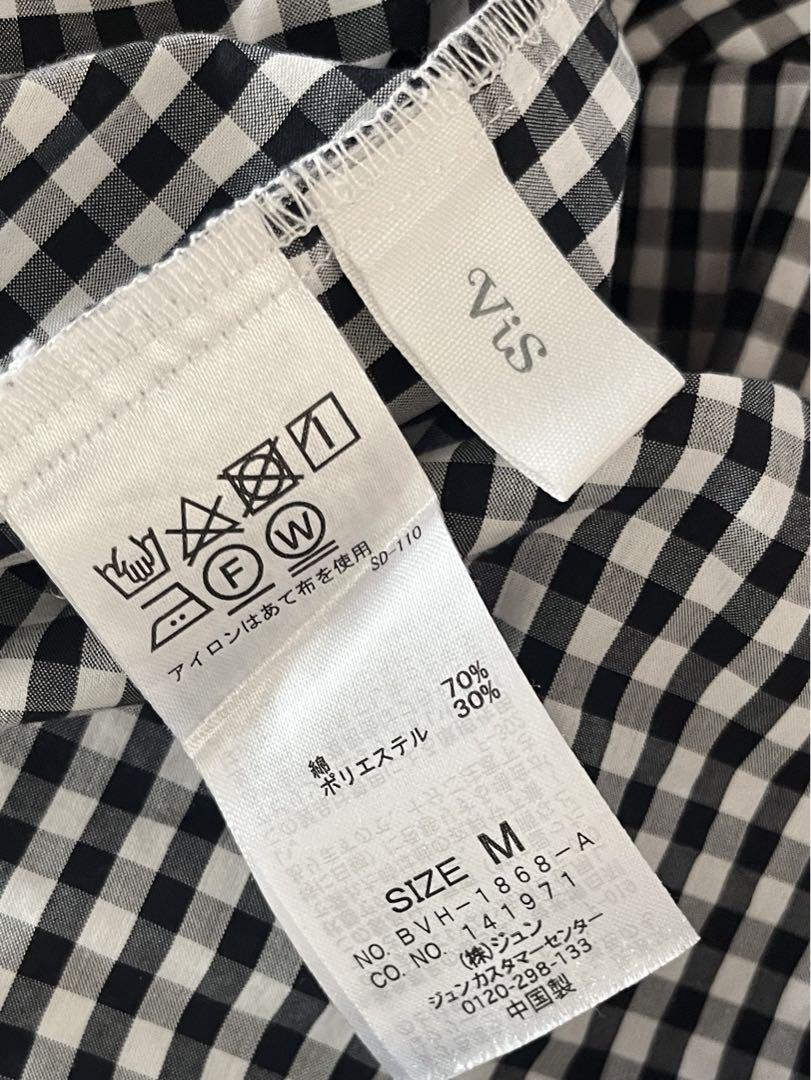 ViS
F
W
アイロンはあて布を使用
SD-110
綿 70%
ポリエステル 30%
SIZE M
NO. BVH-1868-A
CO. NO. 141971
(株)ジュン
ジュンカスタマーセンター
0120-298-133
中国製